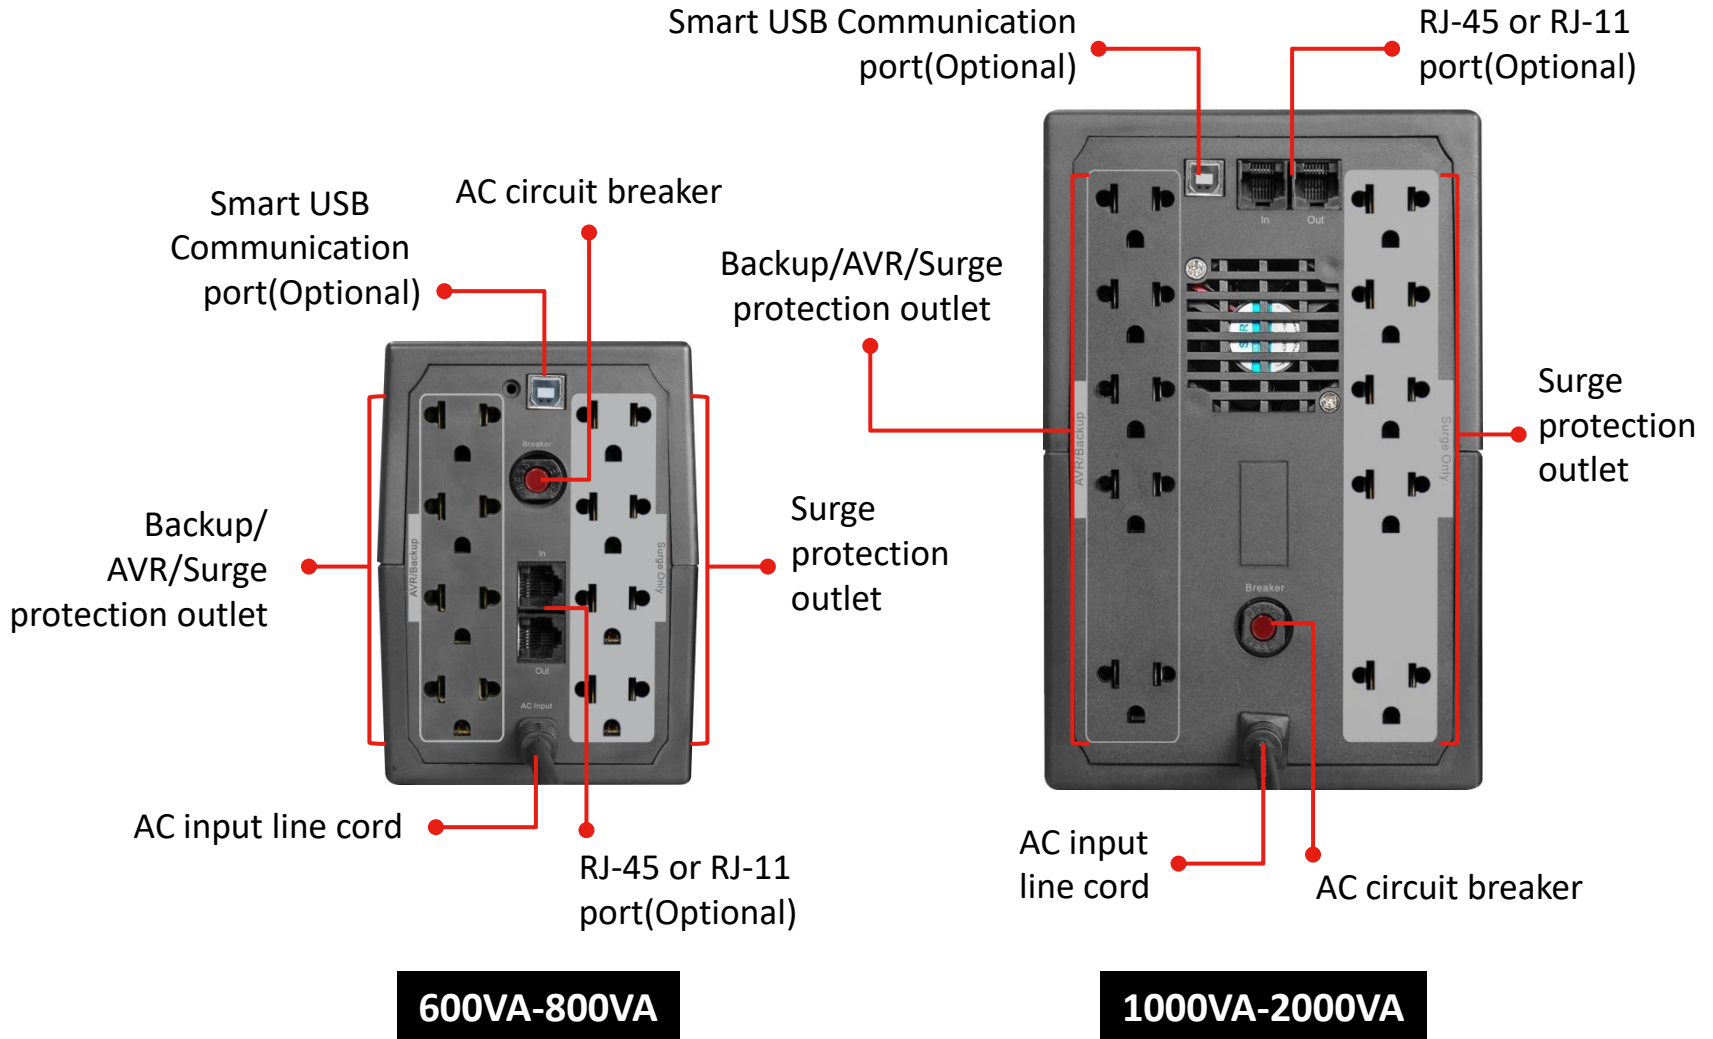 Smart USB Communication
port(Optional)
RJ-45 or RJ-11
port(Optional)
Smart USB
Communication
port(Optional)
AC circuit breaker
Backup/AVR/Surge
protection outlet
Surge
protection
outlet
Backup/
AVR/Surge
protection outlet
Surge
protection
outlet
Breaker
In
Out
AC Input
AVR/Backup
Surge Only
In
Out
AVR/Backup
Surge Only
Breaker
AC input line cord
RJ-45 or RJ-11
port(Optional)
AC input
line cord
AC circuit breaker
600VA-800VA
1000VA-2000VA